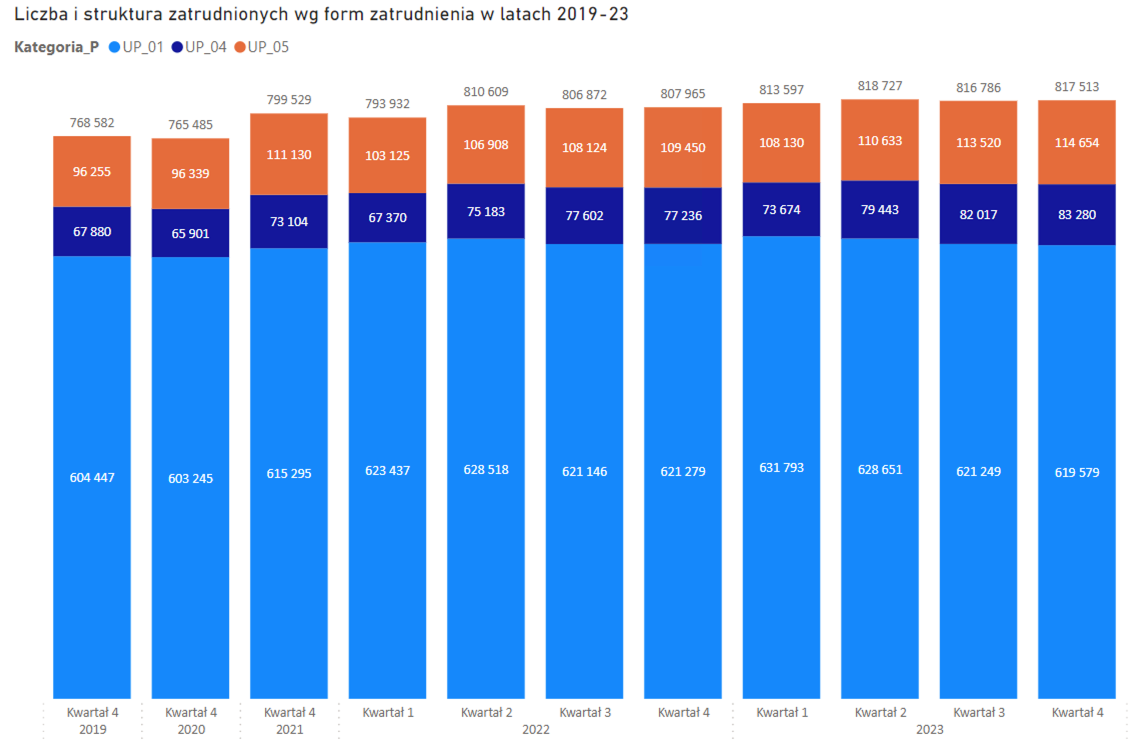 Liczba i struktura zatrudnionych wg form zatrudnienia w latach 2019-23
Kategoria_P UP_01 UP_04 UP_05
768 582 765 485 799 529 793 932 810 609 806 872 807 965 813 597 818 727 816 786 817 513
96 255 96 339 111 130 103 125 106 908 108 124 109 450 108 130 110 633 113 520 114 654
67 880 65 901 73 104 67 370 75 183 77 602 77 236 73 674 79 443 82 017 83 280
604 447 603 245 615 295 623 437 628 518 621 146 621 279 631 793 628 651 621 249 619 579
Kwartał 4 Kwartał 4 Kwartał 4 Kwartał 1 Kwartał 2 Kwartał 3 Kwartał 4 Kwartał 1 Kwartał 2 Kwartał 3 Kwartał 4
2019 2020 2021 2022 2023